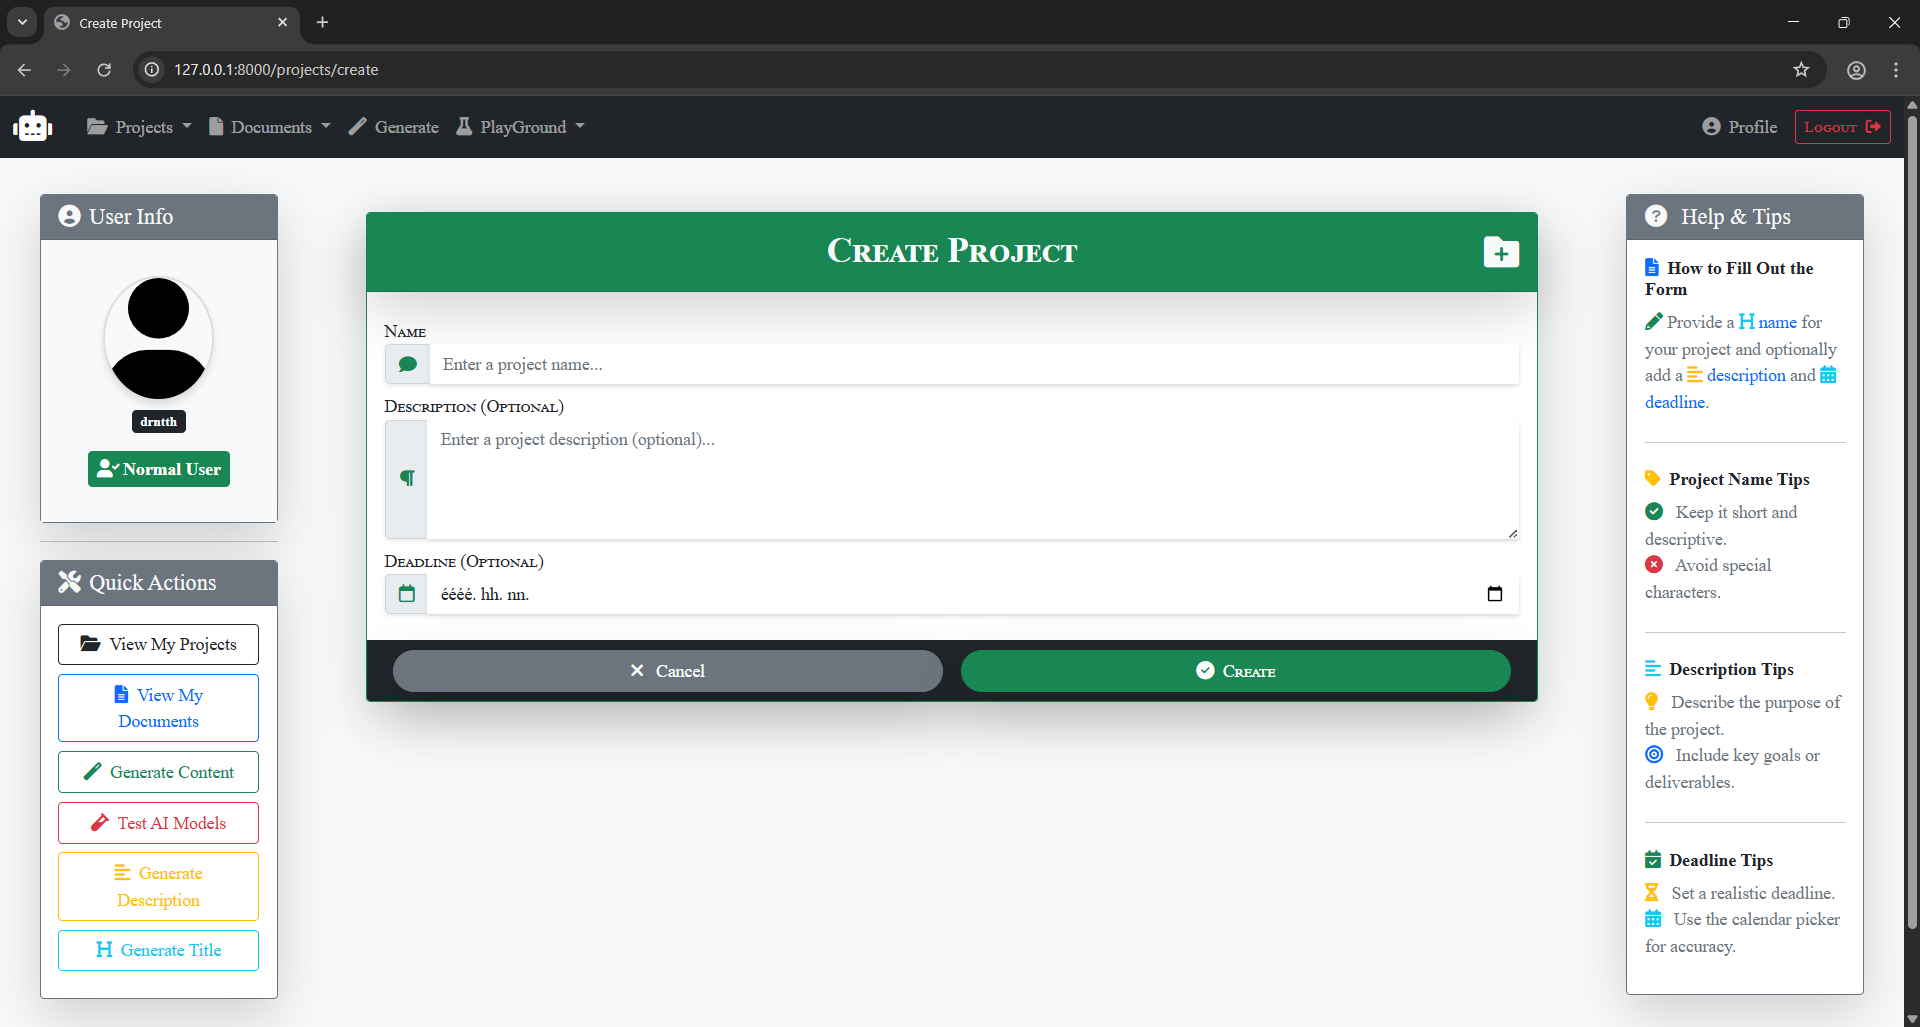 Create Project
127.0.0.1:8000/projects/create
Projects Documents Generate PlayGround Profile Logout
User Info
drntth
Normal User
Quick Actions
View My Projects
View My
Documents
Generate Content
Test AI Models
Generate
Description
Generate Title
Create Project
Name
Enter a project name...
Description (Optional)
Enter a project description (optional)...
Deadline (Optional)
éééé. hh. nn.
Cancel
Create
Help & Tips
How to Fill Out the
Form
Provide a name for
your project and optionally
add a description and
deadline.
Project Name Tips
Keep it short and
descriptive.
Avoid special
characters.
Description Tips
Describe the purpose of
the project.
Include key goals or
deliverables.
Deadline Tips
Set a realistic deadline.
Use the calendar picker
for accuracy.